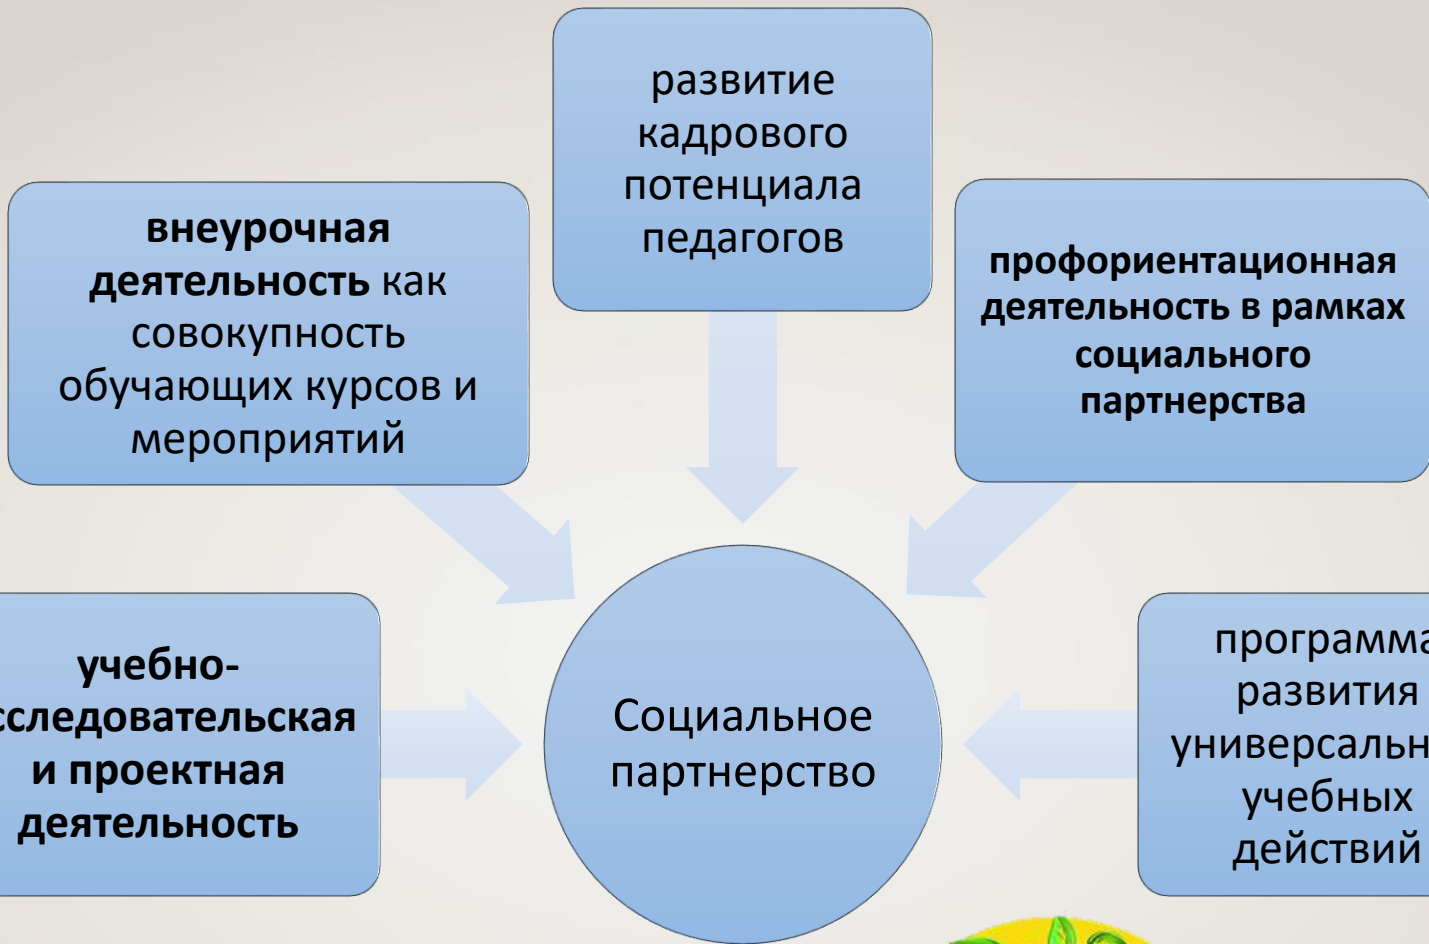 развитие
кадрового
потенциала
педагогов
внеурочная
деятельность как
совокупность
обучающих курсов и
мероприятий
профориентационная
деятельность в рамках
социального
партнерства
учебно-
сследовательская
и проектная
деятельность
Социальное
партнерство
программа
развития
универсальн
учебных
действий